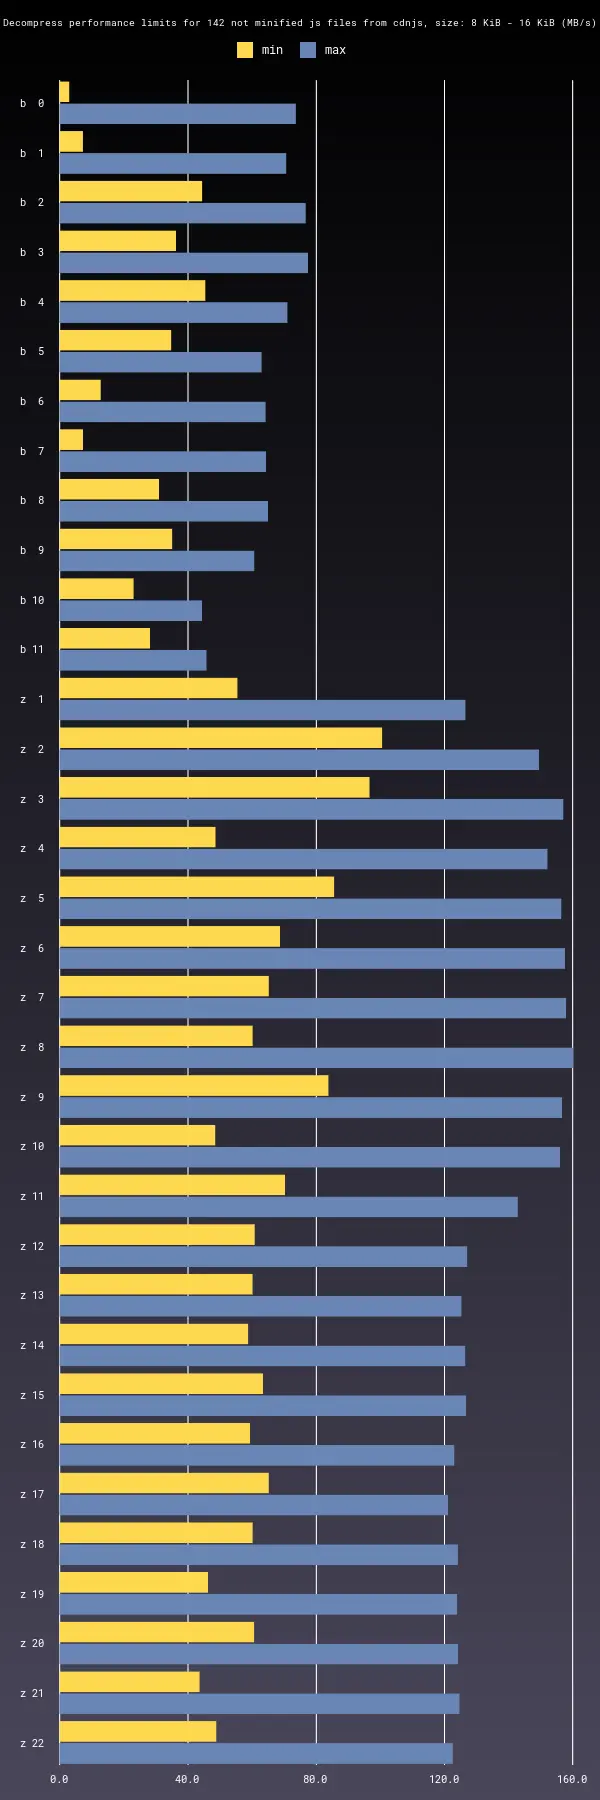 Decompress performance limits for 142 not minified js files from cdnjs, size: 8 KiB - 16 KiB (MB/s)
min max
b 0
b 1
b 2
b 3
b 4
b 5
b 6
b 7
b 8
b 9
b 10
b 11
z 1
z 2
z 3
z 4
z 5
z 6
z 7
z 8
z 9
z 10
z 11
z 12
z 13
z 14
z 15
z 16
z 17
z 18
z 19
z 20
z 21
z 22
0.0 40.0 80.0 120.0 160.0